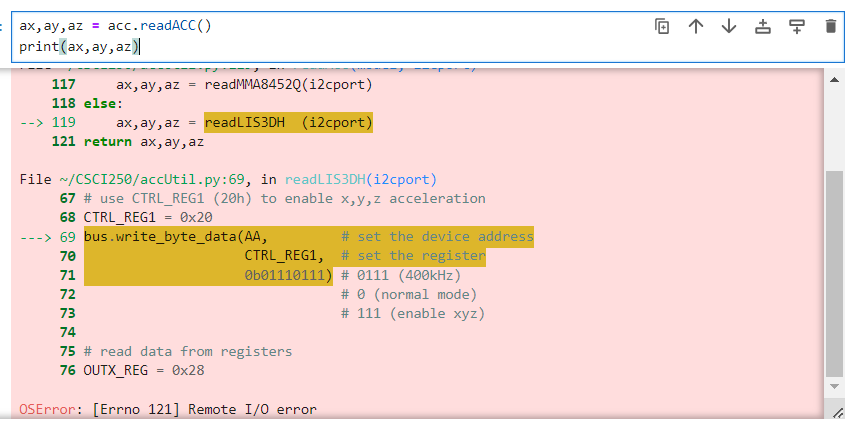 :
ax,ay,az = acc.readACC()
print(ax,ay,az)
117 ax,ay,az = readMMA8452Q(i2cport)
118 else:
--> 119 ax,ay,az = readLIS3DH (i2cport)
121 return ax,ay,az
File ~/CSCI250/accUtil.py:69, in readLIS3DH(i2cport)
67 # use CTRL_REG1 (20h) to enable x,y,z acceleration
68 CTRL_REG1 = 0x20
---> 69 bus.write_byte_data(AA, # set the device address
70 CTRL_REG1, # set the register
71 0b01110111) # 0111 (400kHz)
72 # 0 (normal mode)
73 # 111 (enable xyz)
74
75 # read data from registers
76 OUTX_REG = 0x28
OSError: [Errno 121] Remote I/O error